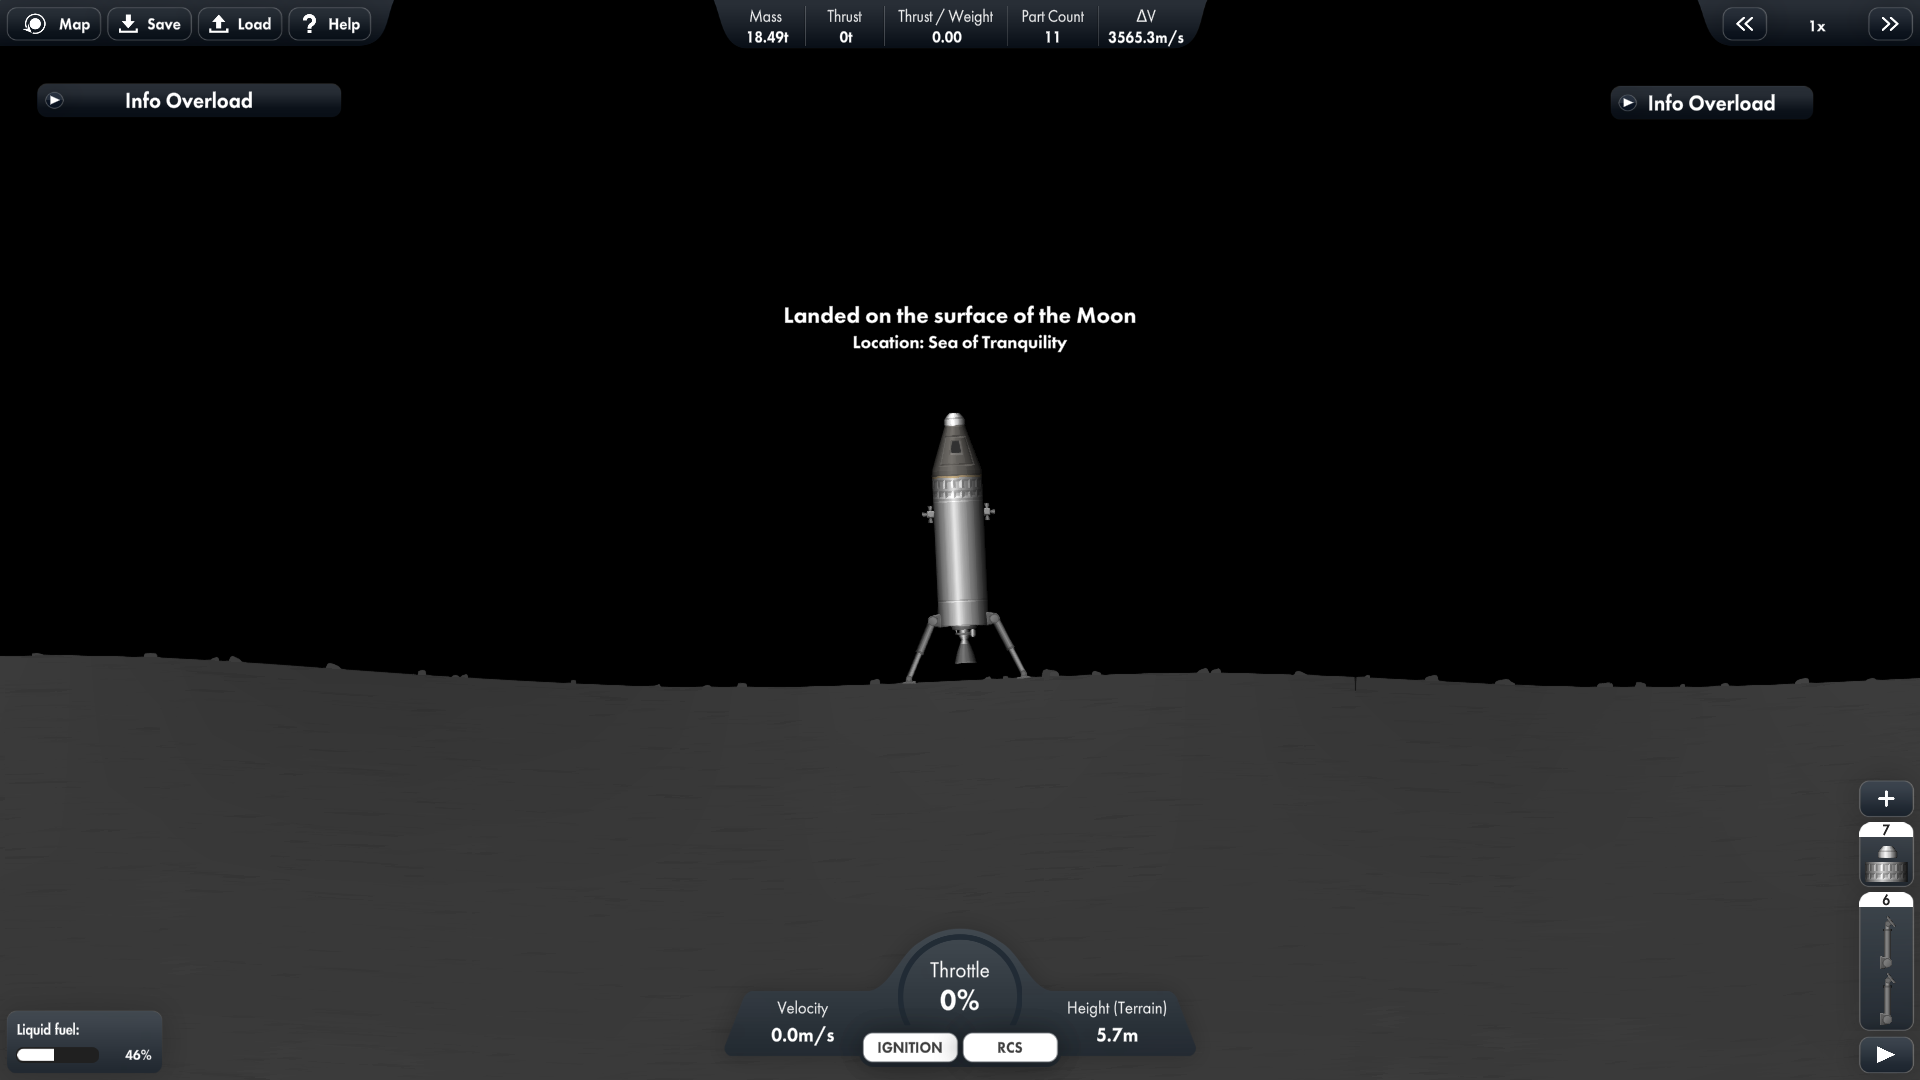 Map
Save
Load
? Help
Mass
18.49t
Thrust
0t
Thrust / Weight
0.00
Part Count
11
ΔV
3565.3m/s
1x
Info Overload
Info Overload
Landed on the surface of the Moon
Location: Sea of Tranquility
7
6
Throttle
0%
Velocity
0.0m/s
Height (Terrain)
5.7m
IGNITION
RCS
Liquid fuel:
46%